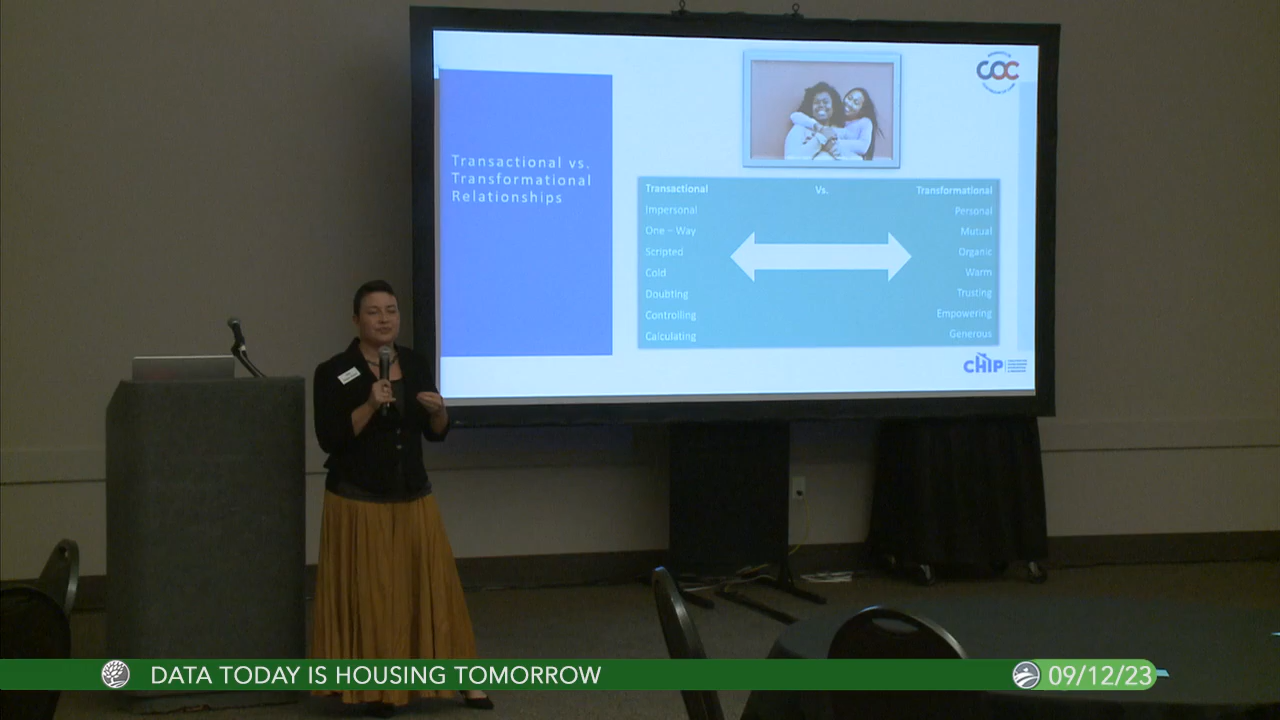 COC
Transactional vs.
Transformational
Relationships
Transactional Vs. Transformational
Impersonal Personal
One – Way Mutual
Scripted Organic
Cold Warm
Doubting Trusting
Controlling Empowering
Calculating Generous
CHIP
DATA TODAY IS HOUSING TOMORROW
09/12/23